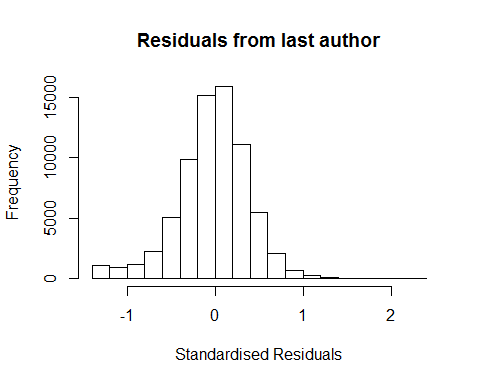 Residuals from last author
Frequency
15000
10000
5000
0
-1 0 1 2
Standardised Residuals